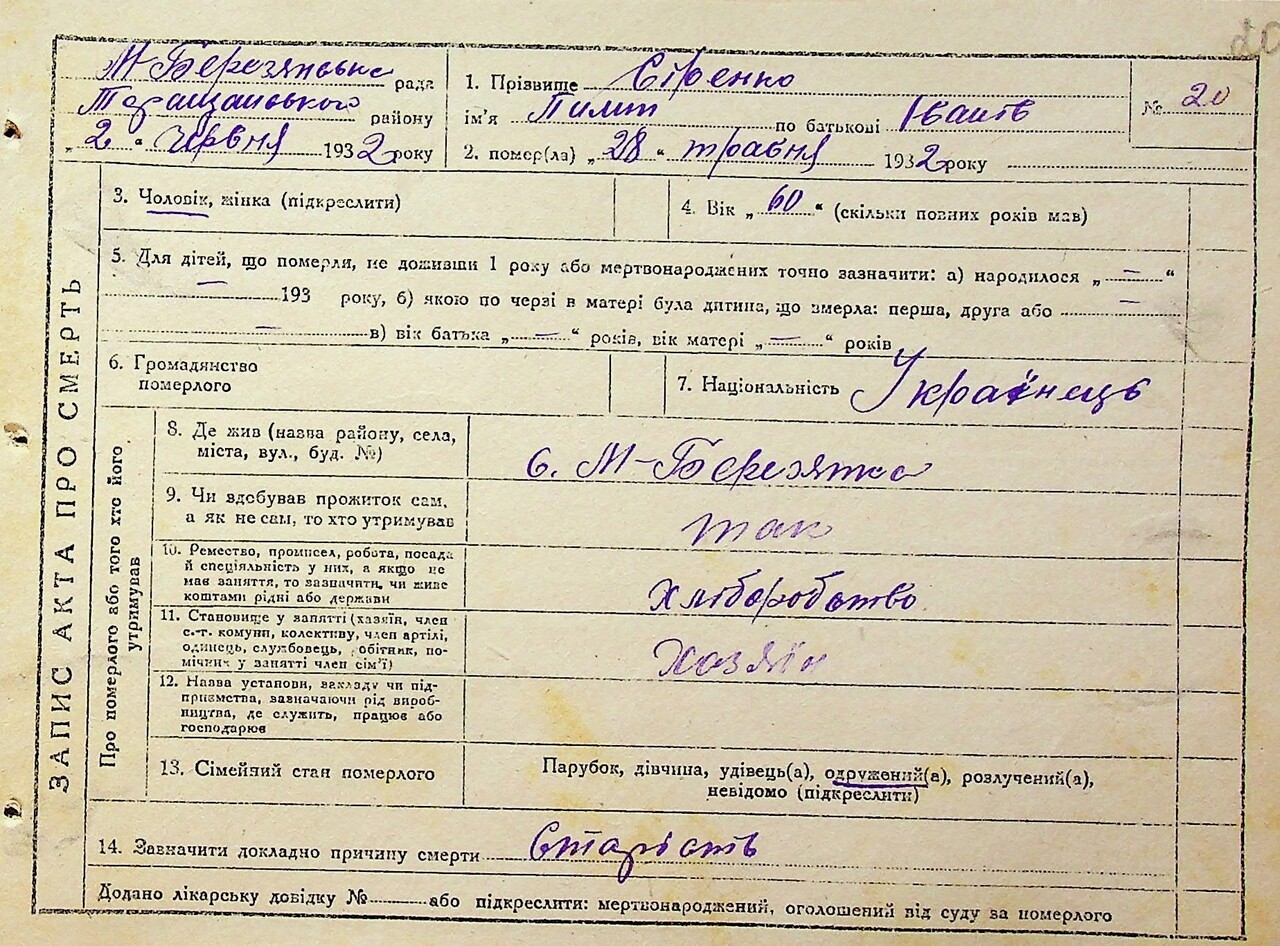 20
М-Березянська рада
Таращанського району
„ 2 “ Червня 1932 року
1. Прізвище Сіренко
ім'я Пилип по батькові Іванів
2. помер(ла) „ 28 “ травня 1932 року
№ 20
ЗАПИС АКТА ПРО СМЕРТЬ
3. Чоловік, жінка (підкреслити)
4. Вік „ 60 “ (скільки повних років мав)
5. Для дітей, що померли, не доживши 1 року або мертвонароджених точно зазначити: а) народилося „ — “
— 193 року, б) якою по черзі в матері була дитина, що змерла: перша, друга або —
— в) вік батька „ — “ років, вік матері „ — “ років
6. Громадянство
померлого
7. Національність Українець
Про померлого або того хто його
утримував
8. Де жив (назва району, села,
міста, вул., буд. №)
с. М-Березянка
9. Чи здобував прожиток сам,
а як не сам, то хто утримував
так
10. Ремество, промисел, робота, посада
й спеціяльність у них, а якщо не
мав заняття, то зазначити, чи живе
коштами рідні або держави
хліборобство
11. Становище у занятті (хазяїн, член
с.-г. комуни, колективу, член артілі,
одинець, службовець, робітник, по-
мічник у занятті член сім'ї)
Хазяїн
12. Назва установи, закладу чи під-
приємства, зазначаючи рід вироб-
ництва, де служить, працює або
господарює
13. Сімейний стан померлого
Парубок, дівчина, удівець(а), одружений(а), розлучений(а),
невідомо (підкреслити)
14. Зазначити докладно причину смерти Старість
Додано лікарську довідку № або підкреслити: мертвонароджений, оголошений від суду за померлого